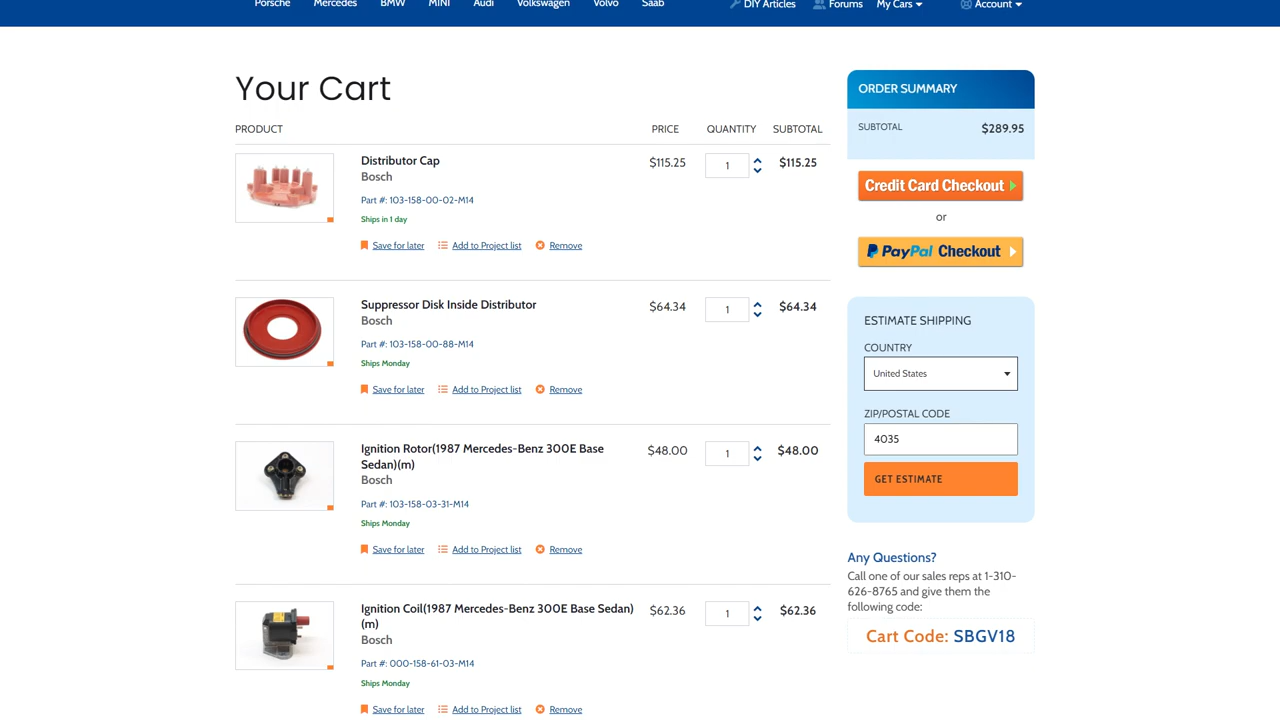 Porsche Mercedes BMW MINI Audi Volkswagen Volvo Saab DIY Articles Forums My Cars Account
Your Cart
PRODUCT PRICE QUANTITY SUBTOTAL
Distributor Cap $115.25 1 $115.25
Bosch
Part #: 103-158-00-02-M14
Ships in 1 day
Save for later Add to Project list Remove
Suppressor Disk Inside Distributor $64.34 1 $64.34
Bosch
Part #: 103-158-00-88-M14
Ships Monday
Save for later Add to Project list Remove
Ignition Rotor(1987 Mercedes-Benz 300E Base $48.00 1 $48.00
Sedan)(m)
Bosch
Part #: 103-158-03-31-M14
Ships Monday
Save for later Add to Project list Remove
Ignition Coil(1987 Mercedes-Benz 300E Base Sedan) $62.36 1 $62.36
(m)
Bosch
Part #: 000-158-61-03-M14
Ships Monday
Save for later Add to Project list Remove
ORDER SUMMARY
SUBTOTAL $289.95
Credit Card Checkout
or
PayPal Checkout
ESTIMATE SHIPPING
COUNTRY
United States
ZIP/POSTAL CODE
4035
GET ESTIMATE
Any Questions?
Call one of our sales reps at 1-310-
626-8765 and give them the
following code:
Cart Code: SBGV18